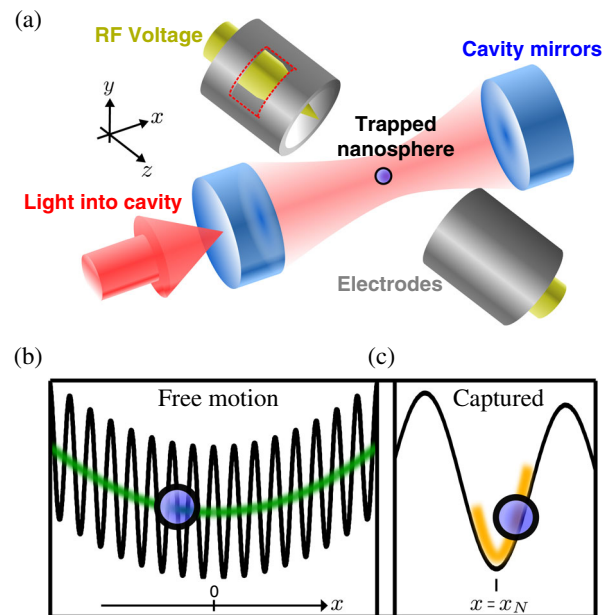 (a)
RF Voltage
Cavity mirrors
y
x
z
Trapped
nanosphere
Light into cavity
Electrodes
(b)
(c)
Free motion
Captured
0
x
x = x_N